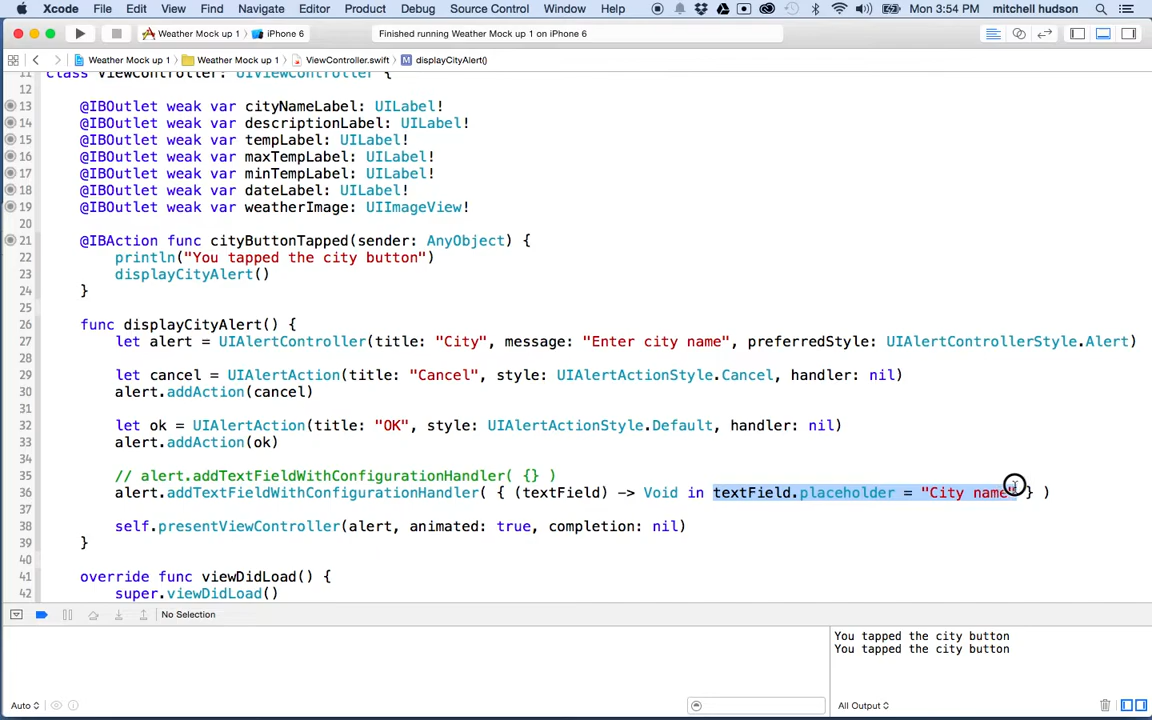 Xcode File Edit View Find Navigate Editor Product Debug Source Control Window Help Mon 3:54 PM mitchell hudson
Weather Mock up 1 iPhone 6 Finished running Weather Mock up 1 on iPhone 6
Weather Mock up 1 Weather Mock up 1 ViewController.swift M displayCityAlert()
11 class ViewController: UIViewController {
12
13 @IBOutlet weak var cityNameLabel: UILabel!
14 @IBOutlet weak var descriptionLabel: UILabel!
15 @IBOutlet weak var tempLabel: UILabel!
16 @IBOutlet weak var maxTempLabel: UILabel!
17 @IBOutlet weak var minTempLabel: UILabel!
18 @IBOutlet weak var dateLabel: UILabel!
19 @IBOutlet weak var weatherImage: UIImageView!
20
21 @IBAction func cityButtonTapped(sender: AnyObject) {
22 println("You tapped the city button")
23 displayCityAlert()
24 }
25
26 func displayCityAlert() {
27 let alert = UIAlertController(title: "City", message: "Enter city name", preferredStyle: UIAlertControllerStyle.Alert)
28
29 let cancel = UIAlertAction(title: "Cancel", style: UIAlertActionStyle.Cancel, handler: nil)
30 alert.addAction(cancel)
31
32 let ok = UIAlertAction(title: "OK", style: UIAlertActionStyle.Default, handler: nil)
33 alert.addAction(ok)
34
35 // alert.addTextFieldWithConfigurationHandler( {} )
36 alert.addTextFieldWithConfigurationHandler( { (textField) -> Void in textField.placeholder = "City name" } )
37
38 self.presentViewController(alert, animated: true, completion: nil)
39 }
40
41 override func viewDidLoad() {
42 super.viewDidLoad()
No Selection
You tapped the city button
You tapped the city button
Auto All Output